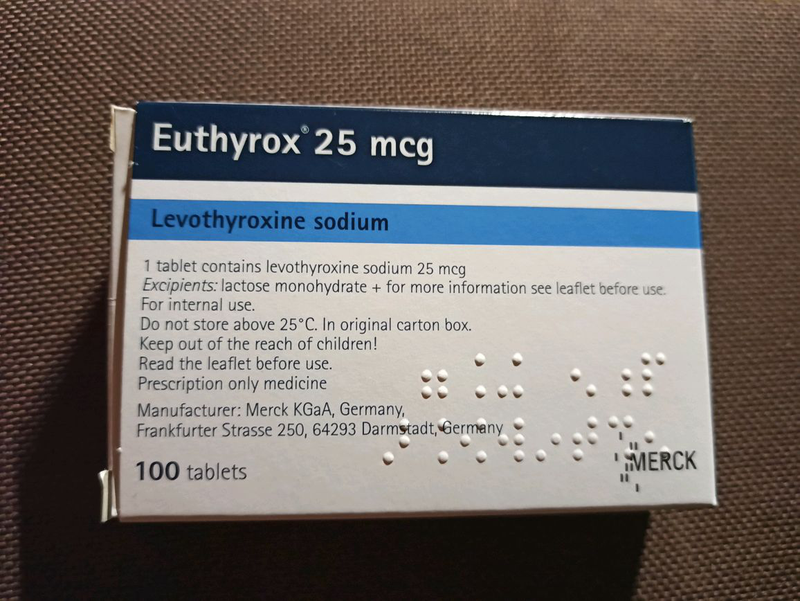 Euthyrox® 25 mcg
Levothyroxine sodium
1 tablet contains levothyroxine sodium 25 mcg
Excipients: lactose monohydrate + for more information see leaflet before use.
For internal use.
Do not store above 25°C. In original carton box.
Keep out of the reach of children!
Read the leaflet before use.
Prescription only medicine
Manufacturer: Merck KGaA, Germany,
Frankfurter Strasse 250, 64293 Darmstadt, Germany
100 tablets
MERCK